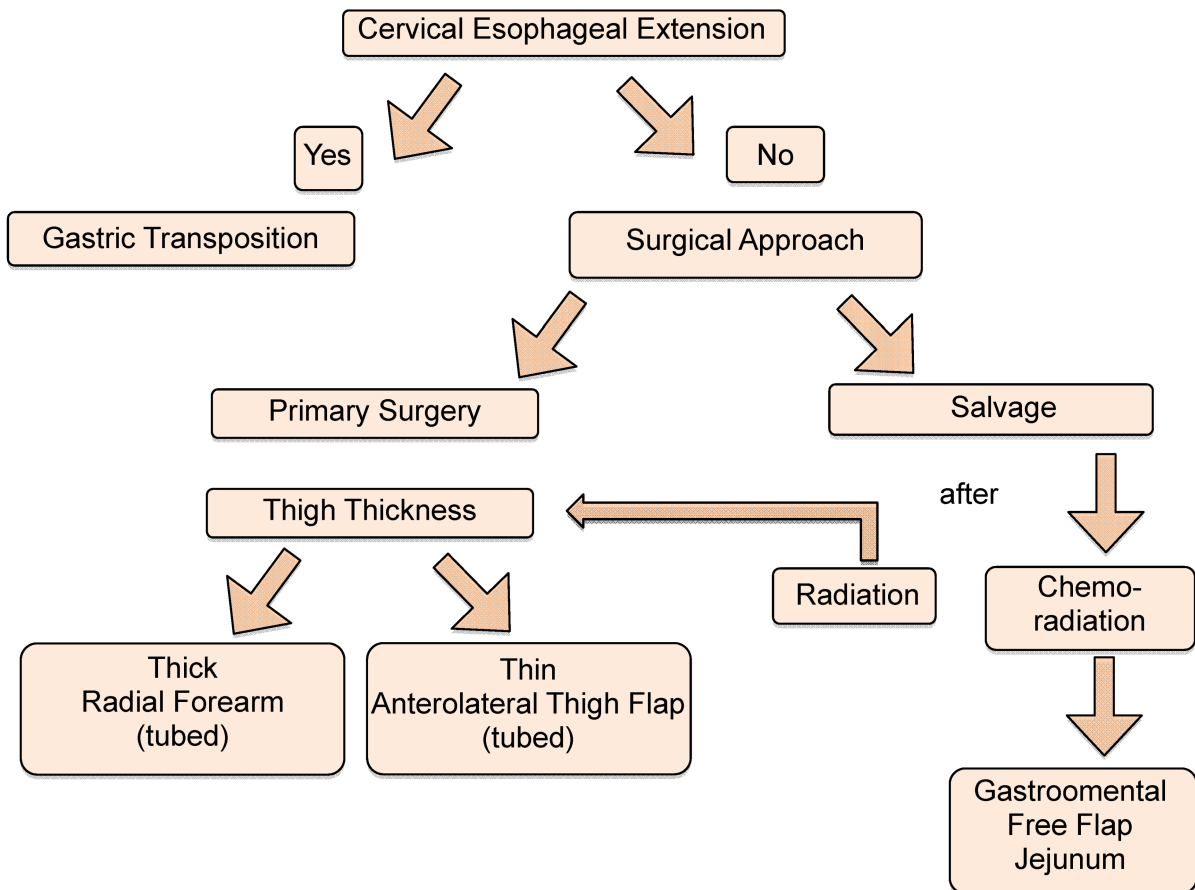 Cervical Esophageal Extension
Yes
No
Gastric Transposition
Surgical Approach
Primary Surgery
Salvage
Thigh Thickness
after
Radiation
Chemo-
radiation
Thick
Radial Forearm
(tubed)
Thin
Anterolateral Thigh Flap
(tubed)
Gastroomental
Free Flap
Jejunum